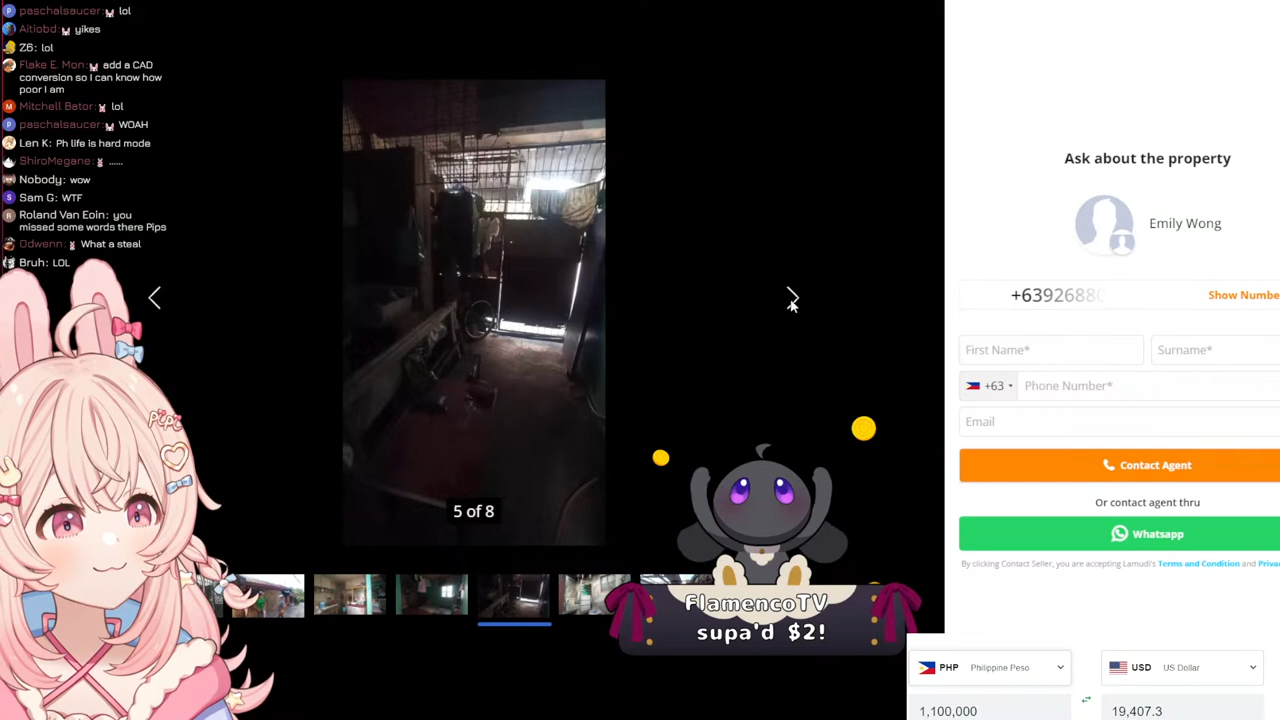 paschalsaucer: lol
Aitiobd: yikes
Z6: lol
Flake E. Mon: add a CAD
conversion so I can know how
poor I am
Mitchell Bator: lol
paschalsaucer: WOAH
Len K: Ph life is hard mode
ShiroMegane: ......
Nobody: wow
Sam G: WTF
Roland Van Eoin: you
missed some words there Pips
Odwenn: What a steal
Bruh: LOL
pipi
5 of 8
FlamencoTV
supa'd $2!
Ask about the property
Emily Wong
+63926880
Show Numbe
First Name*
Surname*
+63
Phone Number*
Email
Contact Agent
Or contact agent thru
Whatsapp
By clicking Contact Seller, you are accepting Lamudi's Terms and Condition and Priva
PHP Philippine Peso
USD US Dollar
1,100,000
19,407.3